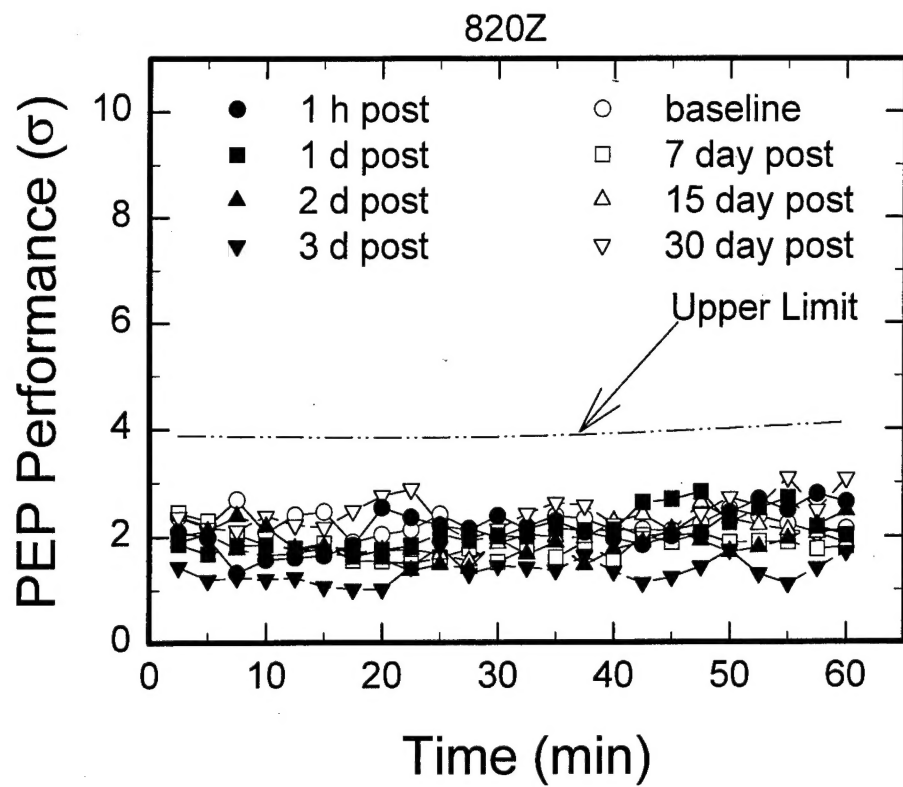 820Z
PEP Performance (σ)
10
8
6
4
2
0
1 h post
1 d post
2 d post
3 d post
baseline
7 day post
15 day post
30 day post
Upper Limit
0 10 20 30 40 50 60
Time (min)